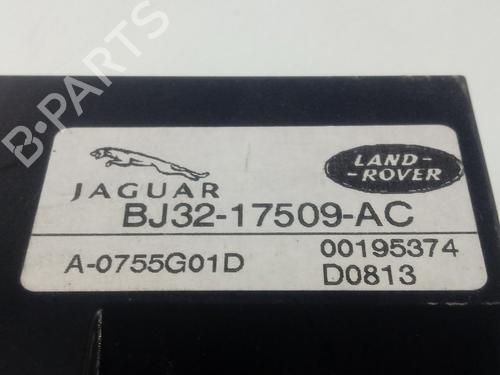 B-PARTS
JAGUAR
LAND-
-ROVER
BJ32-17509-AC
A-0755G01D
00195374
D0813